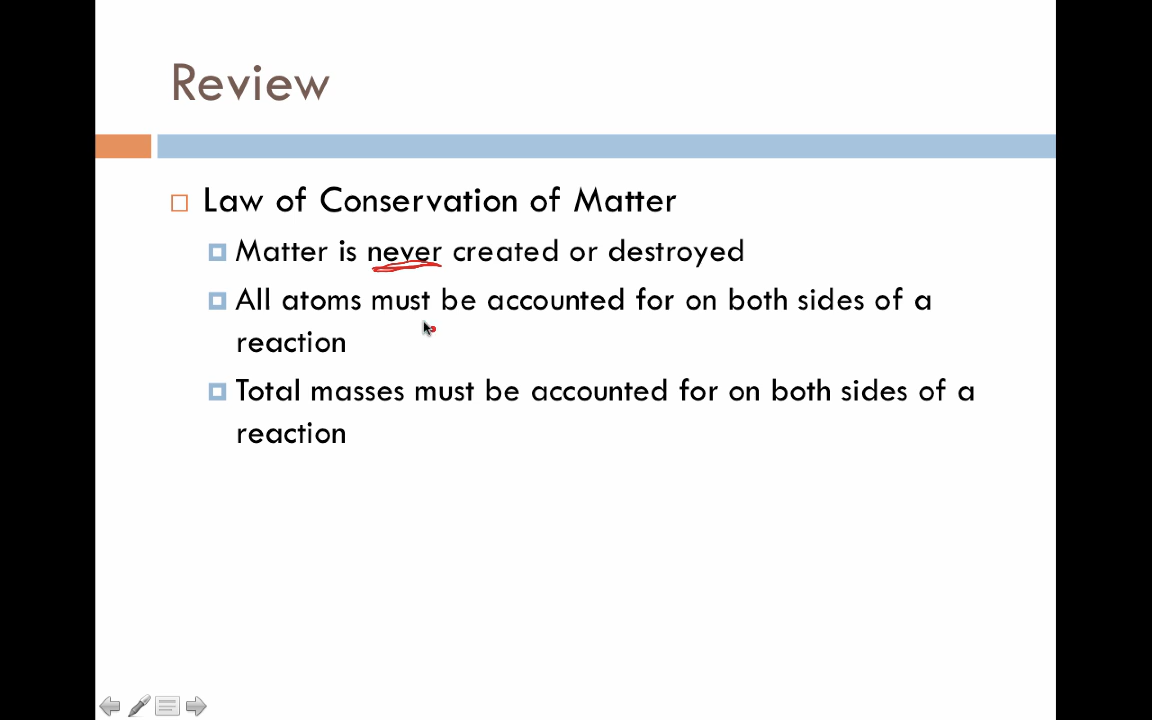 Review
Law of Conservation of Matter
Matter is never created or destroyed
All atoms must be accounted for on both sides of a
reaction
Total masses must be accounted for on both sides of a
reaction